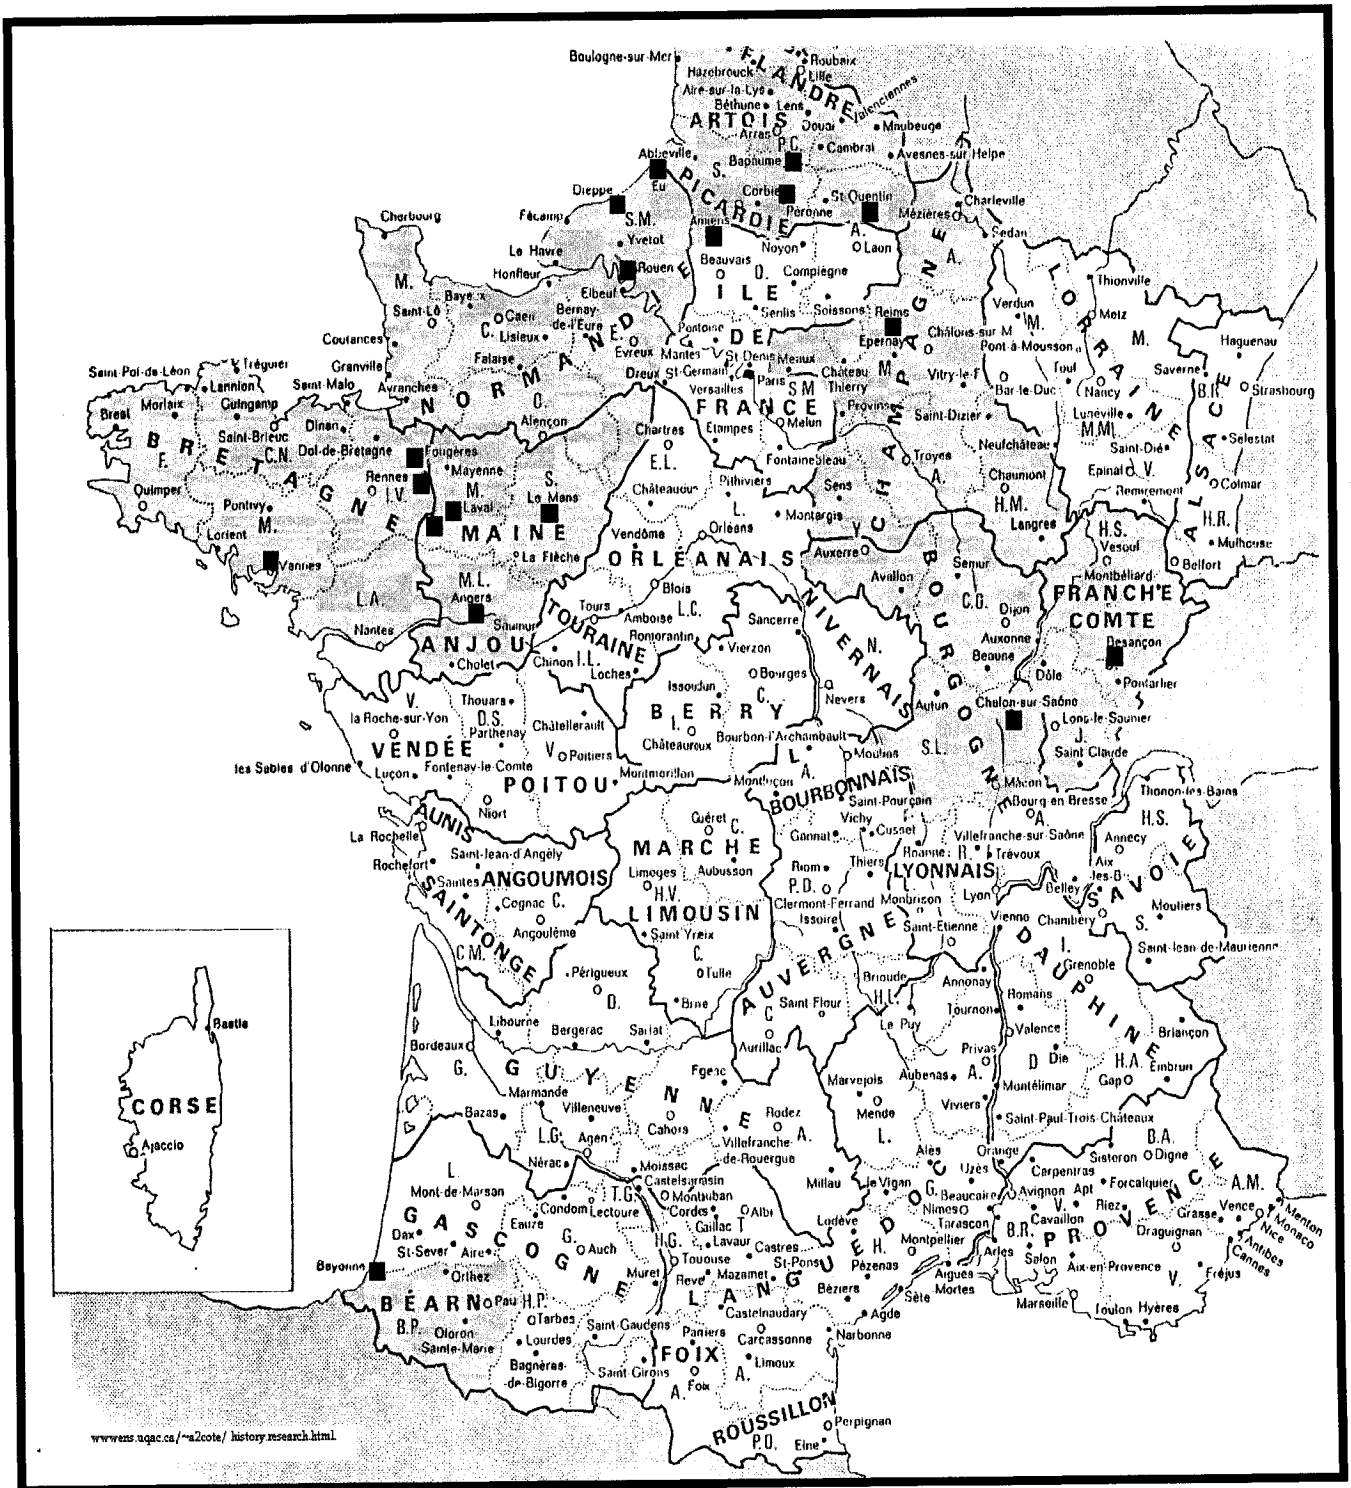 Boulogne-sur-Mer
FLANDRE
Roubaix
Hazebrouck
Lille
Aire-sur-la-Lys
Béthune
Lens
Valenciennes
ARTOIS
Douai
Maubeuge
Arras
P.C.
Cambrai
Avesnes-sur Helpe
Abbeville
Bapaume
S.
Eu
PICARDIE
Dieppe
Corbie
St Quentin
Charleville
Péronne
Mézières
Cherbourg
Fécamp
S.M.
Amiens
A.
Sedan
Yvetot
Noyon
Laon
A.
Le Havre
Beauvais
Rouen
O.
Compiègne
LORRAINE
Thionville
Honfleur
M.
Elbeuf
ILE
Verdun
Bayeux
Saint-Lô
Caen
Bernay-
de-l'Eure
Senlis
Soissons
Reims
M.
Metz
C.
Lisieux
Pontoise
DE
Epernay
Châlons-sur M
Pont-à-Mousson
M.
Haguenau
Coutances
Evreux
Mantes
St Denis
Meaux
Falaise
Granville
Dreux
St-Germain
Château
Thierry
M.
Vitry-le-F
Toul
Saverne
Strasbourg
Saint-Pol-de-Léon
Tréguier
Versailles
Paris
S M
Bar-le-Duc
Nancy
B.R.
Lannion
Saint-Malo
Avranches
NORMANDIE
FRANCE
Provins
Saint-Dizier
Lunéville
Brest
Morlaix
Guingamp
O.
Alençon
Melun
M.M.
Chartres
Etampes
Saint-Dié
Selestat
BRETAGNE
Saint-Brieuc
Dinan
Neufchâteau
F.
C.N.
Dol-de-Bretagne
Fougères
E.L.
Fontainebleau
CHAMPAGNE
Troyes
Epinal
V.
ALSACE
Rennes
Mayenne
S.
A.
Chaumont
Colmar
Quimper
I.V.
M.
Le Mans
Châteaudun
Pithiviers
Sens
H.M.
Remiremont
Pontivy
Laval
L.
Montargis
Langres
H.S.
H.R.
M.
MAINE
Vendôme
Orléans
Y
Vesoul
Mulhouse
Lorient
ORLÉANAIS
Auxerre
La Flèche
Belfort
Vannes
Avallon
Semur
Montbéliard
M.L.
Blois
FRANCHE
L.A.
Angers
Tours
L.C.
C.O.
Dijon
COMTE
Amboise
Sancerre
NIVERNAIS
Nantes
Saumur
TOURAINE
Romorantin
N.
Auxonne
Besançon
ANJOU
Vierzon
Beaune
Cholet
Chinon
I.L.
Loches
Bourges
Dôle
Pontarlier
Issoudun
C.
Nevers
Autun
Chalon-sur Saône
V.
Thouars
BERRY
la Roche-sur-Yon
D.S.
Châtellerault
I.
Lons-le-Saunier
Parthenay
Châteauroux
Bourbon-l'Archambault
S.L.
BOURGOGNE
J.
VENDÉE
V
Poitiers
Moulins
Saint Claude
les Sables d'Olonne
A.
Luçon
Fontenay-le-Comte
Montmorillon
Montluçon
Mâcon
POITOU
BOURBONNAIS
Thonon-les-Bains
Niort
Saint-Pourçain
Bourg-en Bresse
AUNIS
Guéret
C.
Vichy
A.
H.S.
La Rochelle
Gannat
Cusset
Villefranche-sur-Saône
Annecy
MARCHE
Trévoux
Rochefort
Saint-Jean-d'Angély
Riom
Thiers
R.
Aix
les-B
Limoges
Aubusson
P.D.
LYONNAIS
Belley
SAVOIE
Saintes
ANGOUMOIS
H.V.
Clermont-Ferrand
Montbrison
Lyon
Cognac
C.
LIMOUSIN
Issoire
Vienne
Chambéry
Moutiers
SAINTONGE
Angoulême
Saint Yreix
Saint-Etienne
S.
C M.
C.
I.
Saint-Jean-de-Maurienne
Périgueux
Tulle
AUVERGNE
Grenoble
D.
Brioude
Annonay
DAUPHINE
Brive
Saint Flour
H.L.
Romans
Libourne
C
Tournon
Bergerac
Sarlat
Le Puy
Valence
Briançon
Bordeaux
Aurillac
Privas
D
Die
H.A.
G.
GUYENNE
Marvejols
Aubenas
A.
Embrun
Figeac
Gap
Marmande
Mende
Montélimar
Villeneuve
Rodez
Viviers
Bazas
Cahors
L.
Saint-Paul-Trois-Châteaux
L.G.
Agen
A.
Villefranche
de-Rouergue
B.A.
Alès
Orange
Sisteron
Digne
Nérac
Moissac
Uzès
Carpentras
L.
Castelsarrasin
Millau
le Vigan
G.
Forcalquier
Mont-de-Marsan
T.G.
Montauban
Beaucaire
Avignon
Apt
A.M.
Condom
Lectoure
Cordes
Albi
Nîmes
V.
Riez
Vence
Menton
GASCOGNE
Gaillac
T
Lodève
Tarascon
Cavaillon
Grasse
Monaco
Dax
Eauze
G.
H.G.
Lavaur
H.
Montpellier
B.R.
PROVENCE
Draguignan
Nice
St-Sever
Aire
Auch
Castres
Arles
Salon
Antibes
Toulouse
St-Pons
Pézenas
Aix-en-Provence
Cannes
Bayonne
Orthez
Muret
Revel
Mazamet
Aigues
Mortes
V.
Fréjus
LANGUEDOC
Béziers
Sète
BÉARN
Pau
H.P.
Castelnaudary
Agde
Marseille
Toulon
Hyères
B.P.
Tarbes
Saint-Gaudens
Oloron
Sainte-Marie
Lourdes
Pamiers
Carcassonne
Narbonne
FOIX
Bagnères-
-de-Bigorre
Saint-Girons
A.
Limoux
A.
Foix
ROUSSILLON
Perpignan
P.O.
Elne
Bastia
CORSE
Ajaccio
wwwens.uqac.ca/~a2cote/ history.research.html